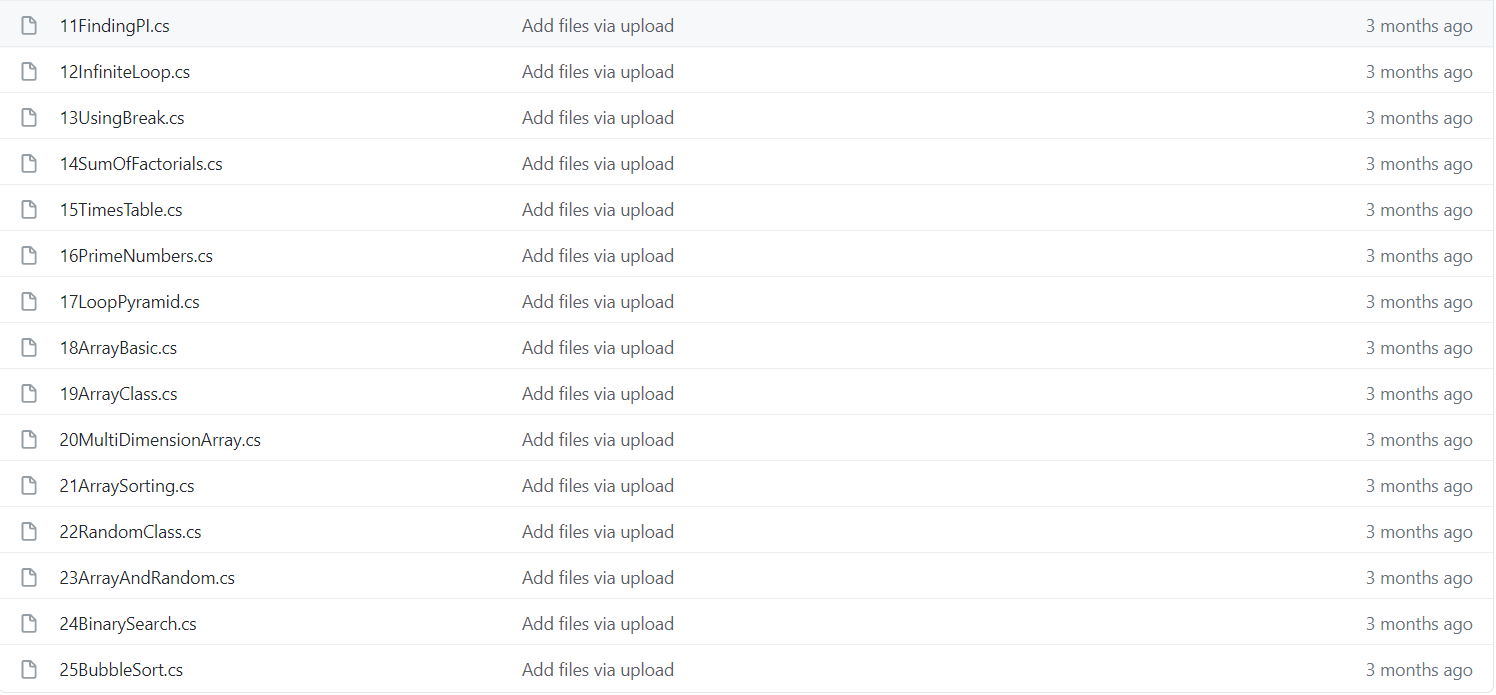 11FindingPI.cs Add files via upload 3 months ago
12InfiniteLoop.cs Add files via upload 3 months ago
13UsingBreak.cs Add files via upload 3 months ago
14SumOfFactorials.cs Add files via upload 3 months ago
15TimesTable.cs Add files via upload 3 months ago
16PrimeNumbers.cs Add files via upload 3 months ago
17LoopPyramid.cs Add files via upload 3 months ago
18ArrayBasic.cs Add files via upload 3 months ago
19ArrayClass.cs Add files via upload 3 months ago
20MultiDimensionArray.cs Add files via upload 3 months ago
21ArraySorting.cs Add files via upload 3 months ago
22RandomClass.cs Add files via upload 3 months ago
23ArrayAndRandom.cs Add files via upload 3 months ago
24BinarySearch.cs Add files via upload 3 months ago
25BubbleSort.cs Add files via upload 3 months ago